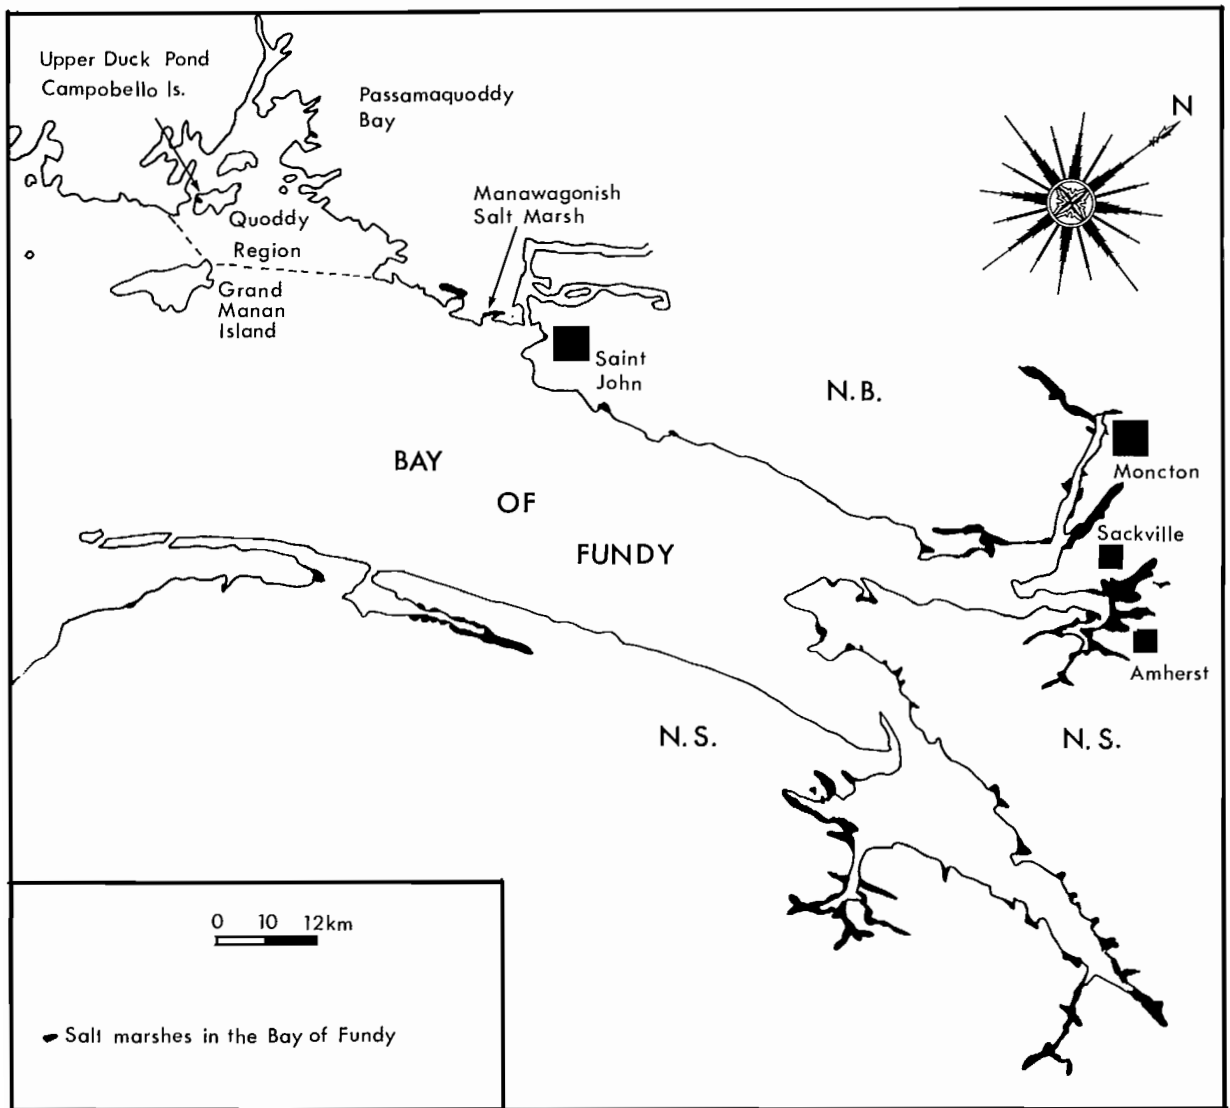 Upper Duck Pond
Campobello Is.
Passamaquoddy
Bay
N
Manawagonish
Salt Marsh
Quoddy
Region
Grand
Manan
Island
Saint
John
N.B.
BAY
OF
FUNDY
Moncton
Sackville
Amherst
N.S.
N.S.
0 10 12km
Salt marshes in the Bay of Fundy